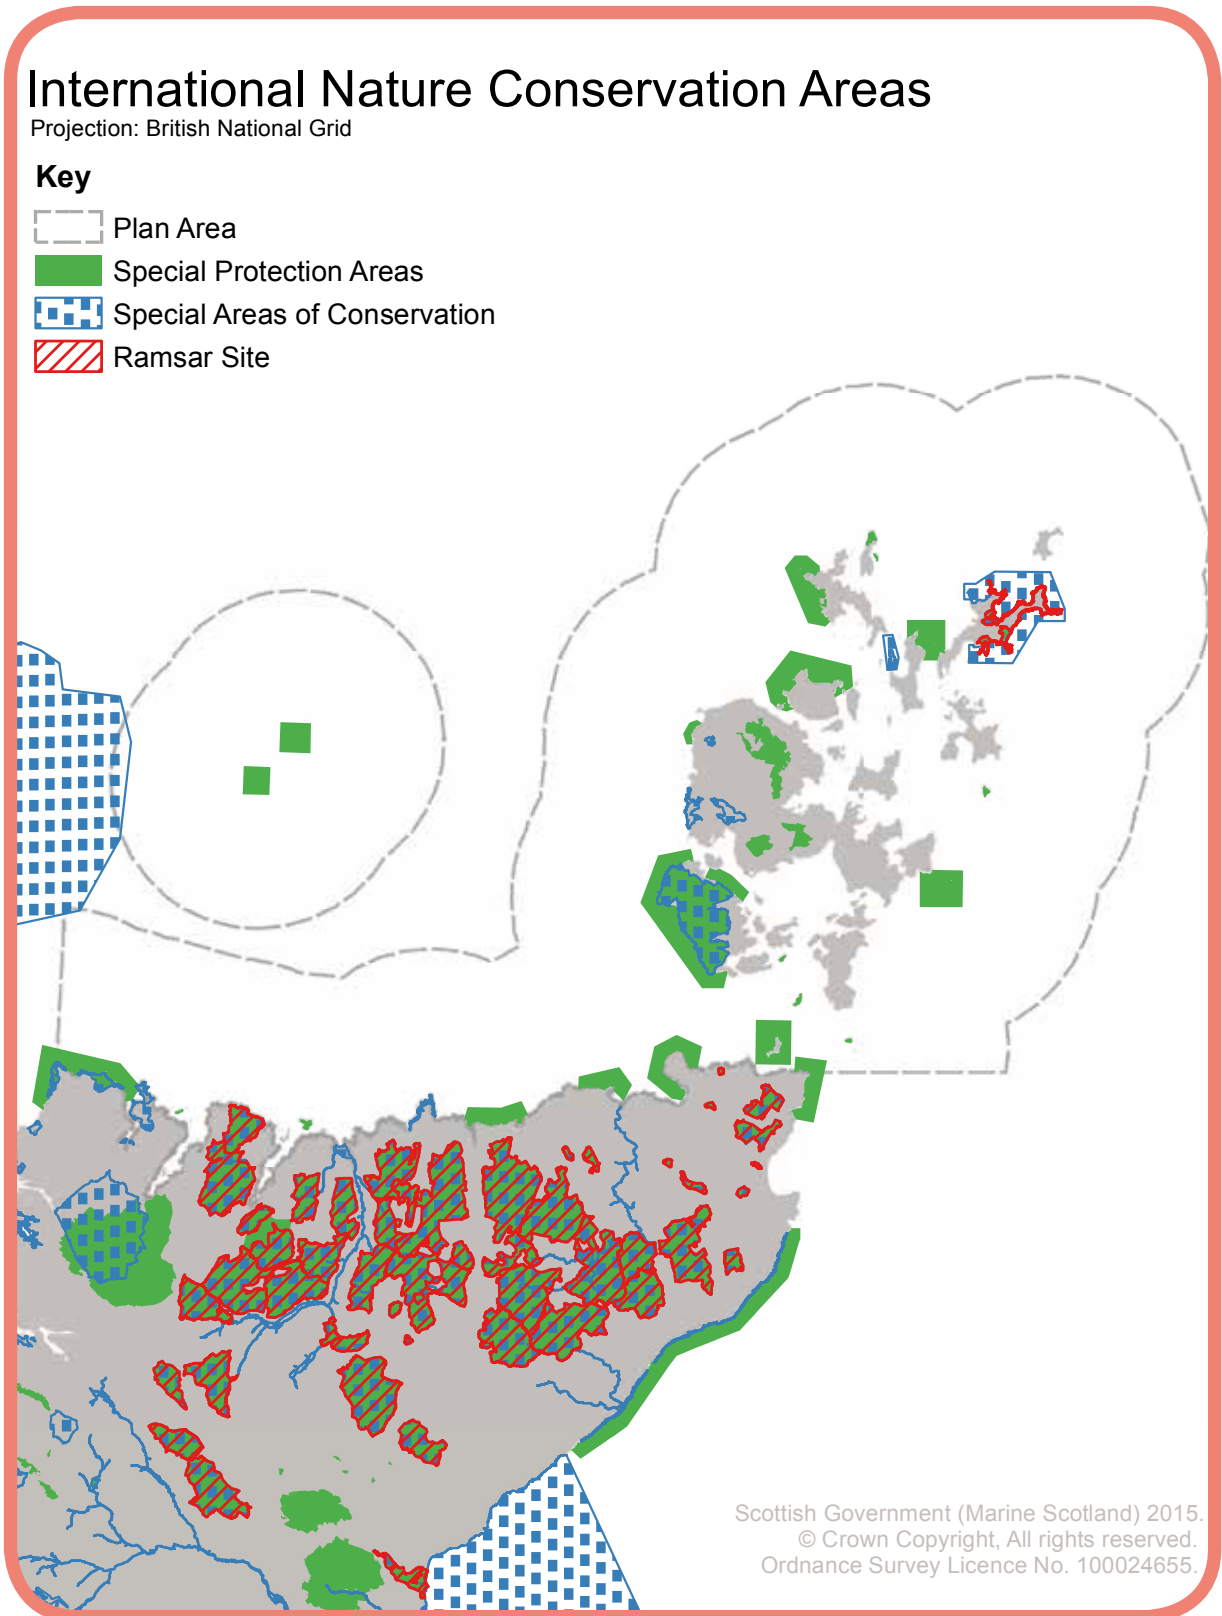 International Nature Conservation Areas
Projection: British National Grid
Key
Plan Area
Special Protection Areas
Special Areas of Conservation
Ramsar Site
Scottish Government (Marine Scotland) 2015.
© Crown Copyright, All rights reserved.
Ordnance Survey Licence No. 100024655.